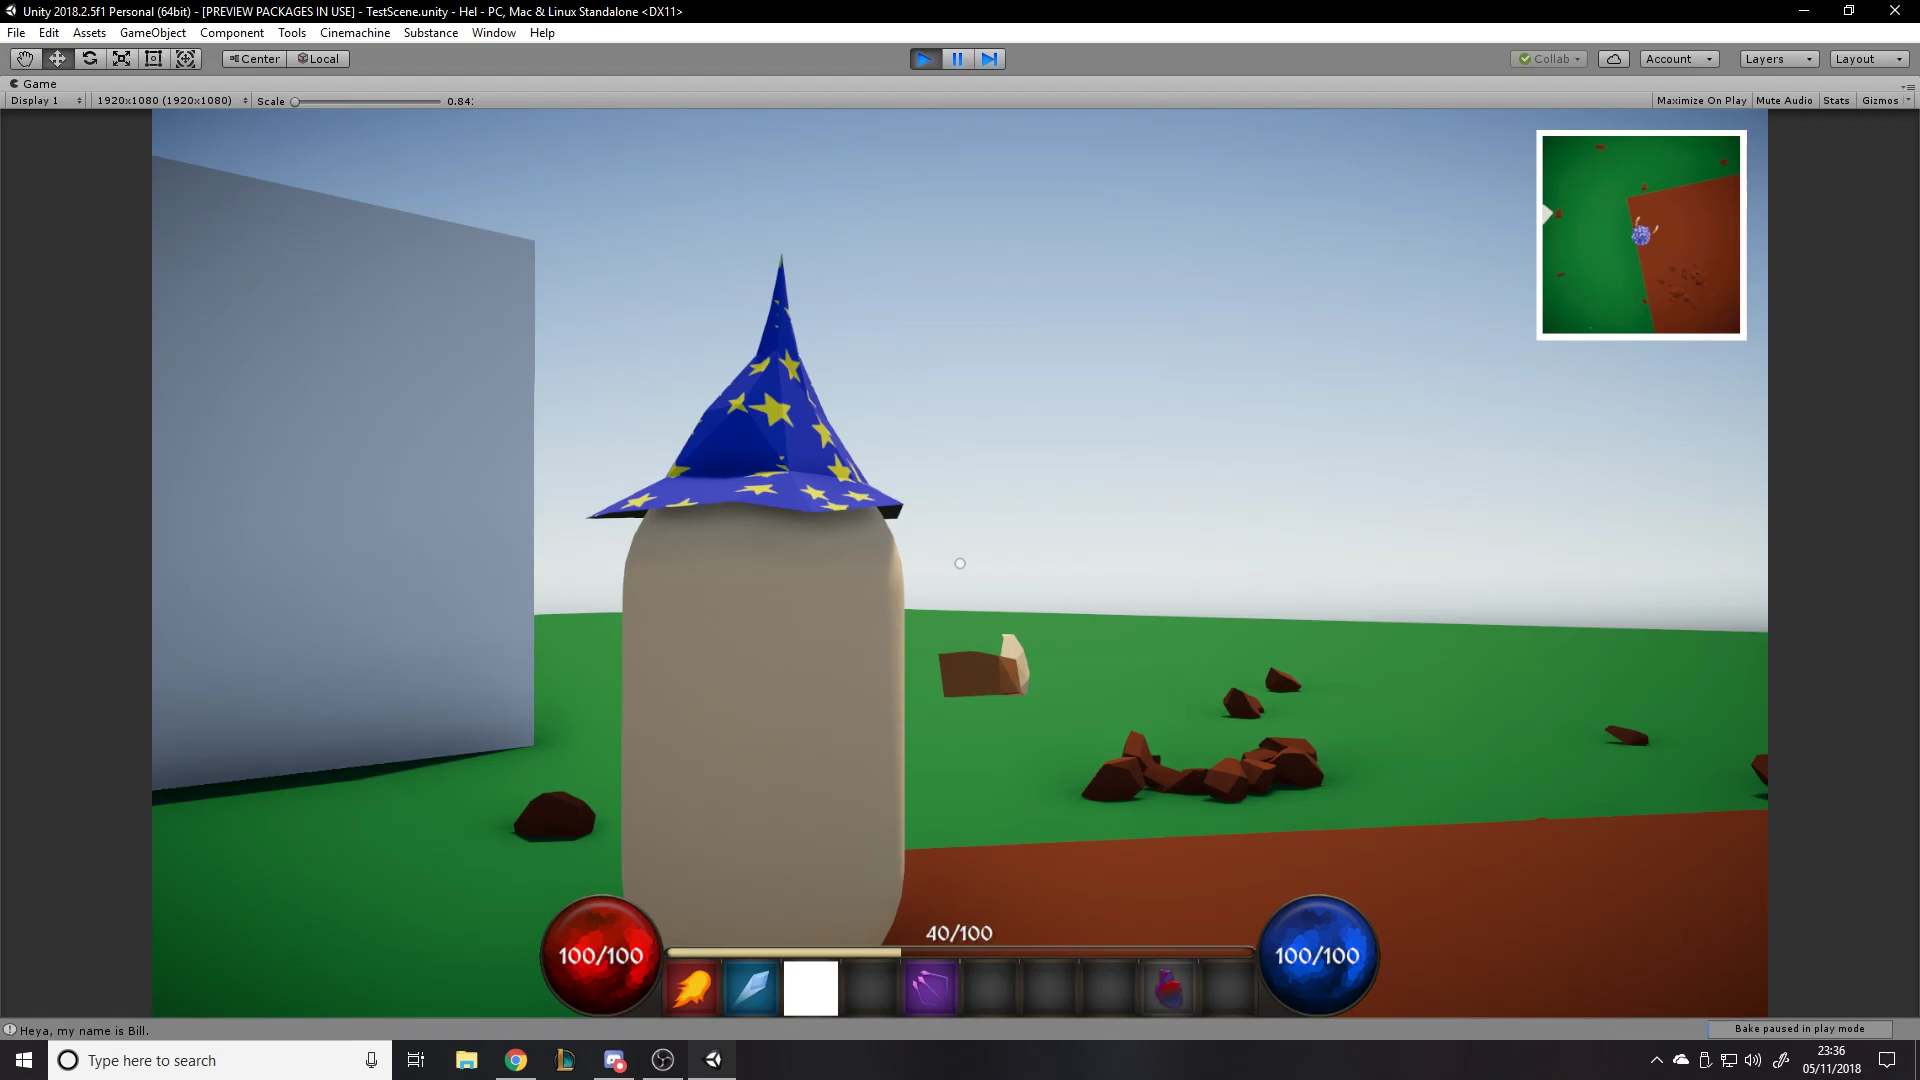 Unity 2018.2.5f1 Personal (64bit) - [PREVIEW PACKAGES IN USE] - TestScene.unity - Hel - PC, Mac & Linux Standalone <DX11>
File Edit Assets GameObject Tools Component Cinemachine Substance Window Help
Center Local Collab Account Layers Layout
Game
Display 1 1920x1080 (1920x1080) Scale 0.84 Maximize On Play Mute Audio Stats Gizmos
40/100
100/100 100/100
Heya, my name is Bill. Bake paused in play mode
Type here to search
23:36
05/11/2018